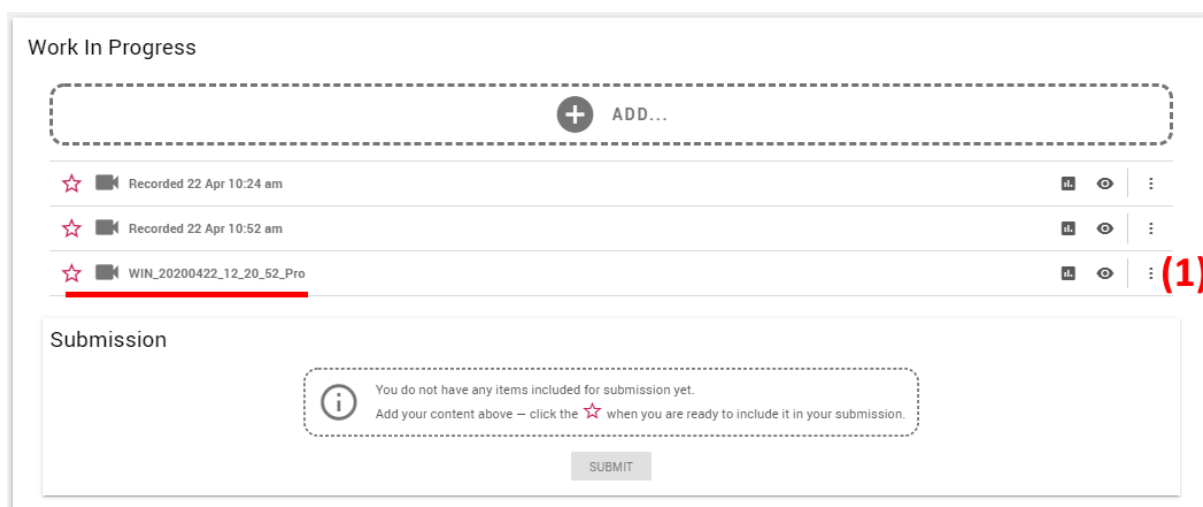 Work In Progress
ADD...
Recorded 22 Apr 10:24 am
Recorded 22 Apr 10:52 am
WIN_20200422_12_20_52_Pro
(1)
Submission
You do not have any items included for submission yet.
Add your content above – click the ☆ when you are ready to include it in your submission.
SUBMIT